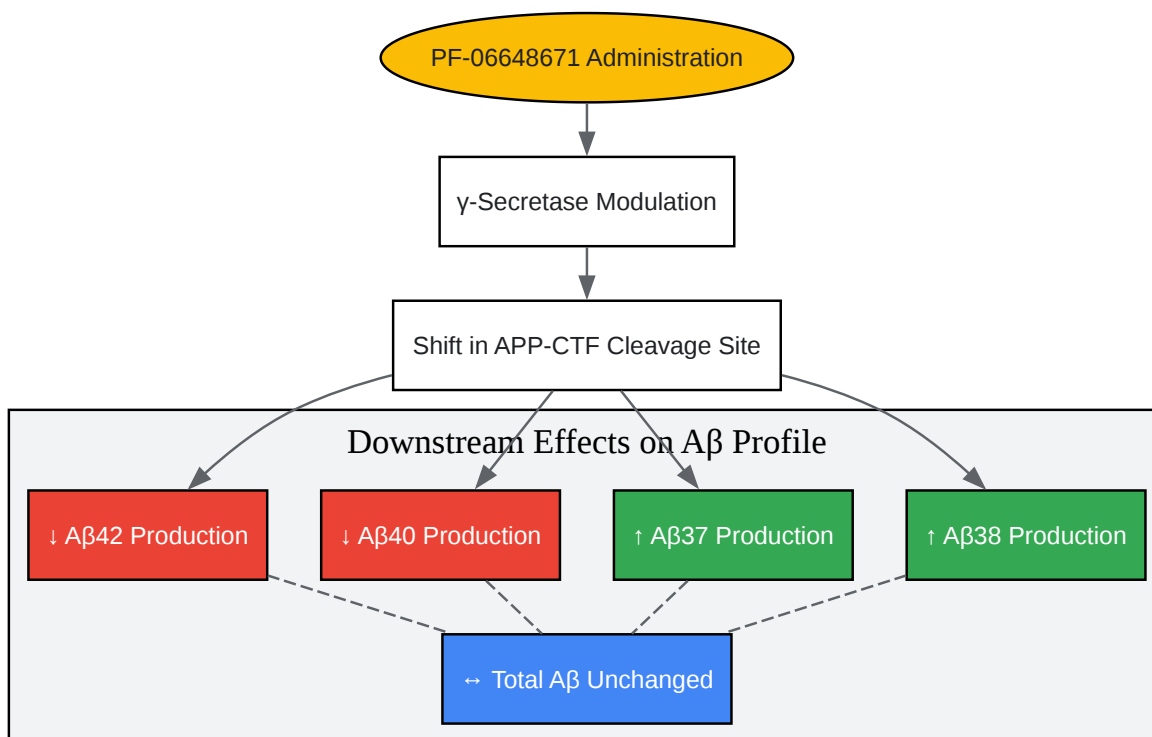 PF-06648671 Administration
γ-Secretase Modulation
Shift in APP-CTF Cleavage Site
Downstream Effects on Aβ Profile
↓ Aβ42 Production
↓ Aβ40 Production
↑ Aβ37 Production
↑ Aβ38 Production
↔ Total Aβ Unchanged